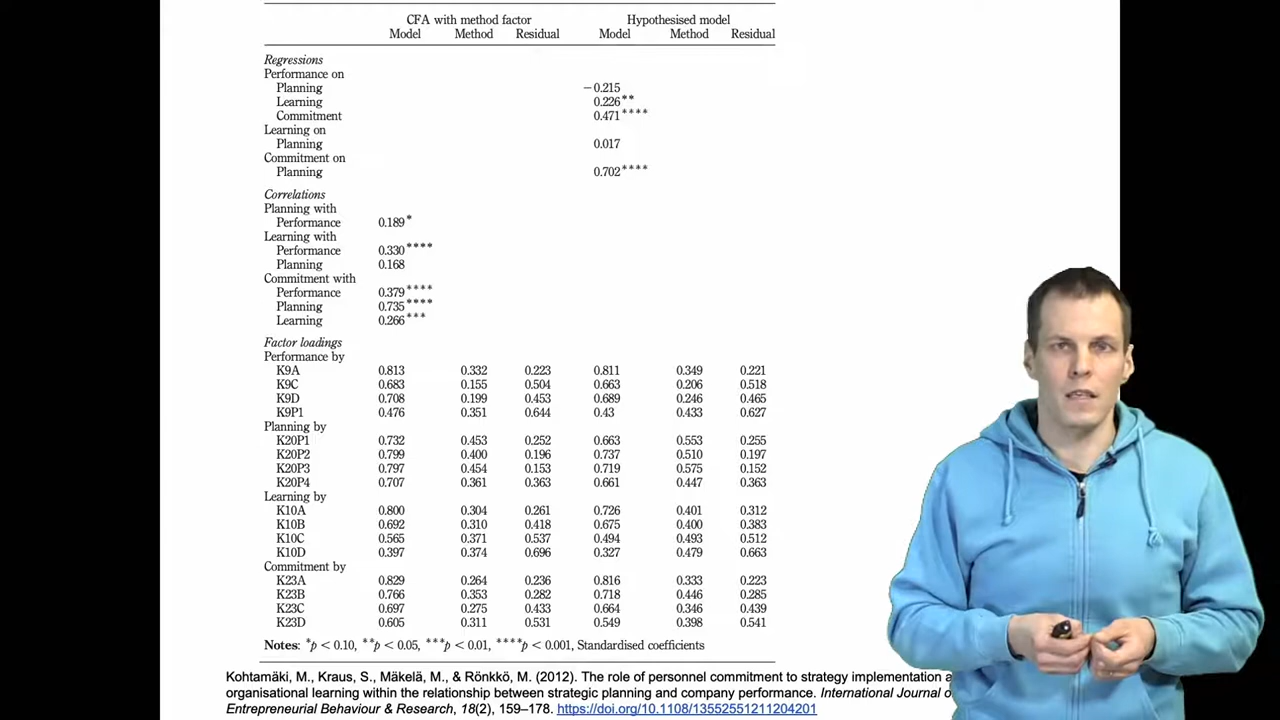 CFA with method factor Hypothesised model
Model Method Residual Model Method Residual
Regressions
Performance on
Planning −0.215
Learning 0.226**
Commitment 0.471****
Learning on
Planning 0.017
Commitment on
Planning 0.702****
Correlations
Planning with
Performance 0.189*
Learning with
Performance 0.330****
Planning 0.168
Commitment with
Performance 0.379****
Planning 0.735****
Learning 0.266***
Factor loadings
Performance by
K9A 0.813 0.332 0.223 0.811 0.349 0.221
K9C 0.683 0.155 0.504 0.663 0.206 0.518
K9D 0.708 0.199 0.453 0.689 0.246 0.465
K9P1 0.476 0.351 0.644 0.43 0.433 0.627
Planning by
K20P1 0.732 0.453 0.252 0.663 0.553 0.255
K20P2 0.799 0.400 0.196 0.737 0.510 0.197
K20P3 0.797 0.454 0.153 0.719 0.575 0.152
K20P4 0.707 0.361 0.363 0.661 0.447 0.363
Learning by
K10A 0.800 0.304 0.261 0.726 0.401 0.312
K10B 0.692 0.310 0.418 0.675 0.400 0.383
K10C 0.565 0.371 0.537 0.494 0.493 0.512
K10D 0.397 0.374 0.696 0.327 0.479 0.663
Commitment by
K23A 0.829 0.264 0.236 0.816 0.333 0.223
K23B 0.766 0.353 0.282 0.718 0.446 0.285
K23C 0.697 0.275 0.433 0.664 0.346 0.439
K23D 0.605 0.311 0.531 0.549 0.398 0.541
Notes: *p < 0.10, **p < 0.05, ***p < 0.01, ****p < 0.001, Standardised coefficients
Kohtamäki, M., Kraus, S., Mäkelä, M., & Rönkkö, M. (2012). The role of personnel commitment to strategy implementation a
organisational learning within the relationship between strategic planning and company performance. International Journal o
Entrepreneurial Behaviour & Research, 18(2), 159–178. https://doi.org/10.1108/13552551211204201